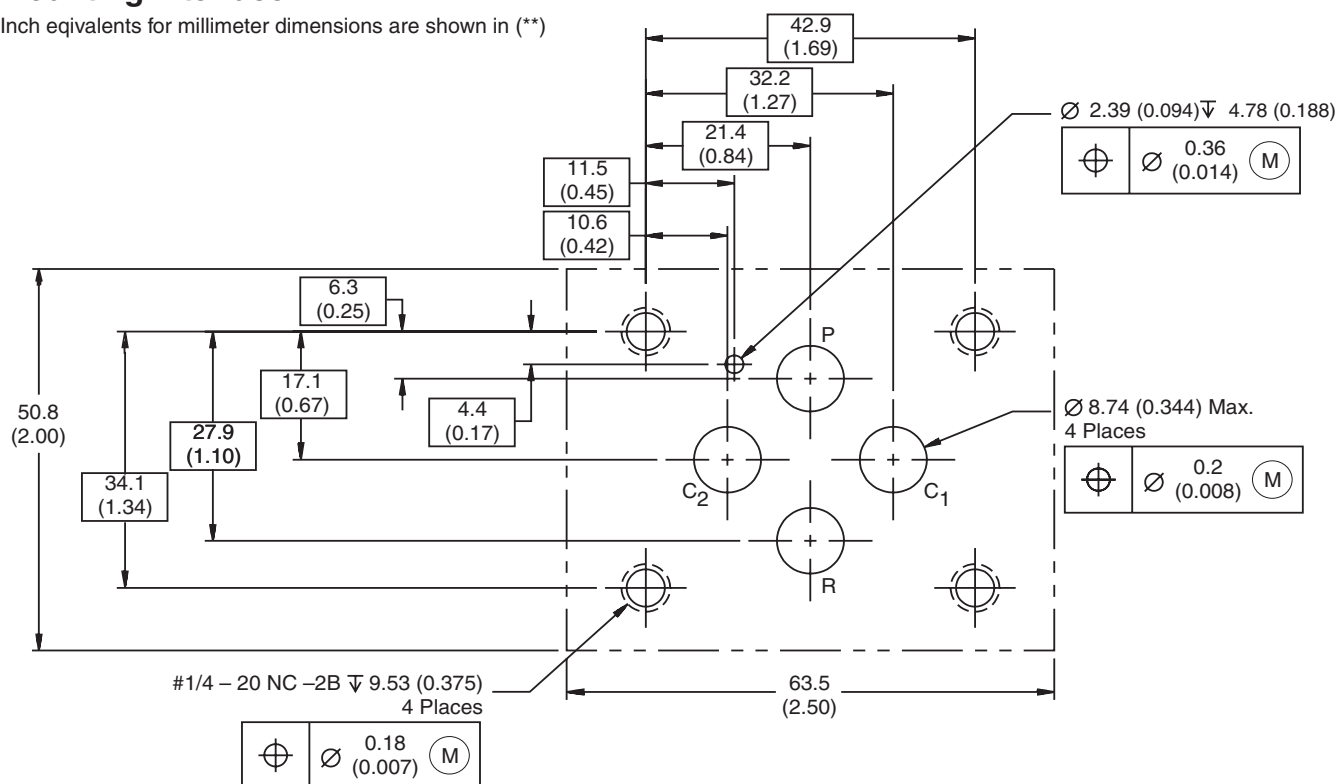 Inch eqivalents for millimeter dimensions are shown in (**)
42.9
(1.69)
32.2
(1.27)
⌀ 2.39 (0.094)↧ 4.78 (0.188)
21.4
(0.84)
⌖ ⌀ 0.36
(0.014) Ⓜ
11.5
(0.45)
10.6
(0.42)
6.3
(0.25)
P
17.1
(0.67)
4.4
(0.17)
50.8
(2.00)
27.9
(1.10)
⌀ 8.74 (0.344) Max.
4 Places
⌖ ⌀ 0.2
(0.008) Ⓜ
34.1
(1.34)
C2
C1
R
#1/4 – 20 NC –2B ↧ 9.53 (0.375)
4 Places
63.5
(2.50)
⌖ ⌀ 0.18
(0.007) Ⓜ